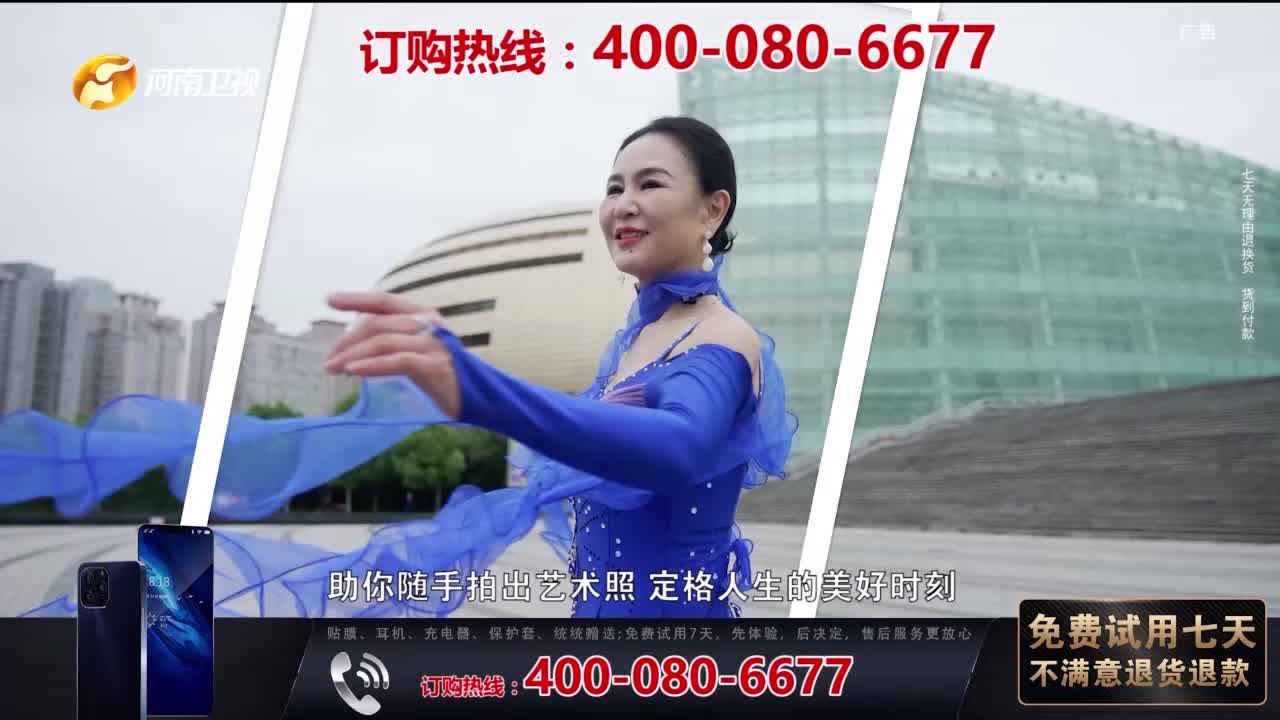 订购热线：400-080-6677
广告
河南卫视
七天无理由退换货 货到付款
8:18
助你随手拍出艺术照 定格人生的美好时刻
贴膜、耳机、充电器、保护套、统统赠送;免费试用7天，先体验，后决定，售后服务更放心
订购热线：400-080-6677
免费试用七天
不满意退货退款